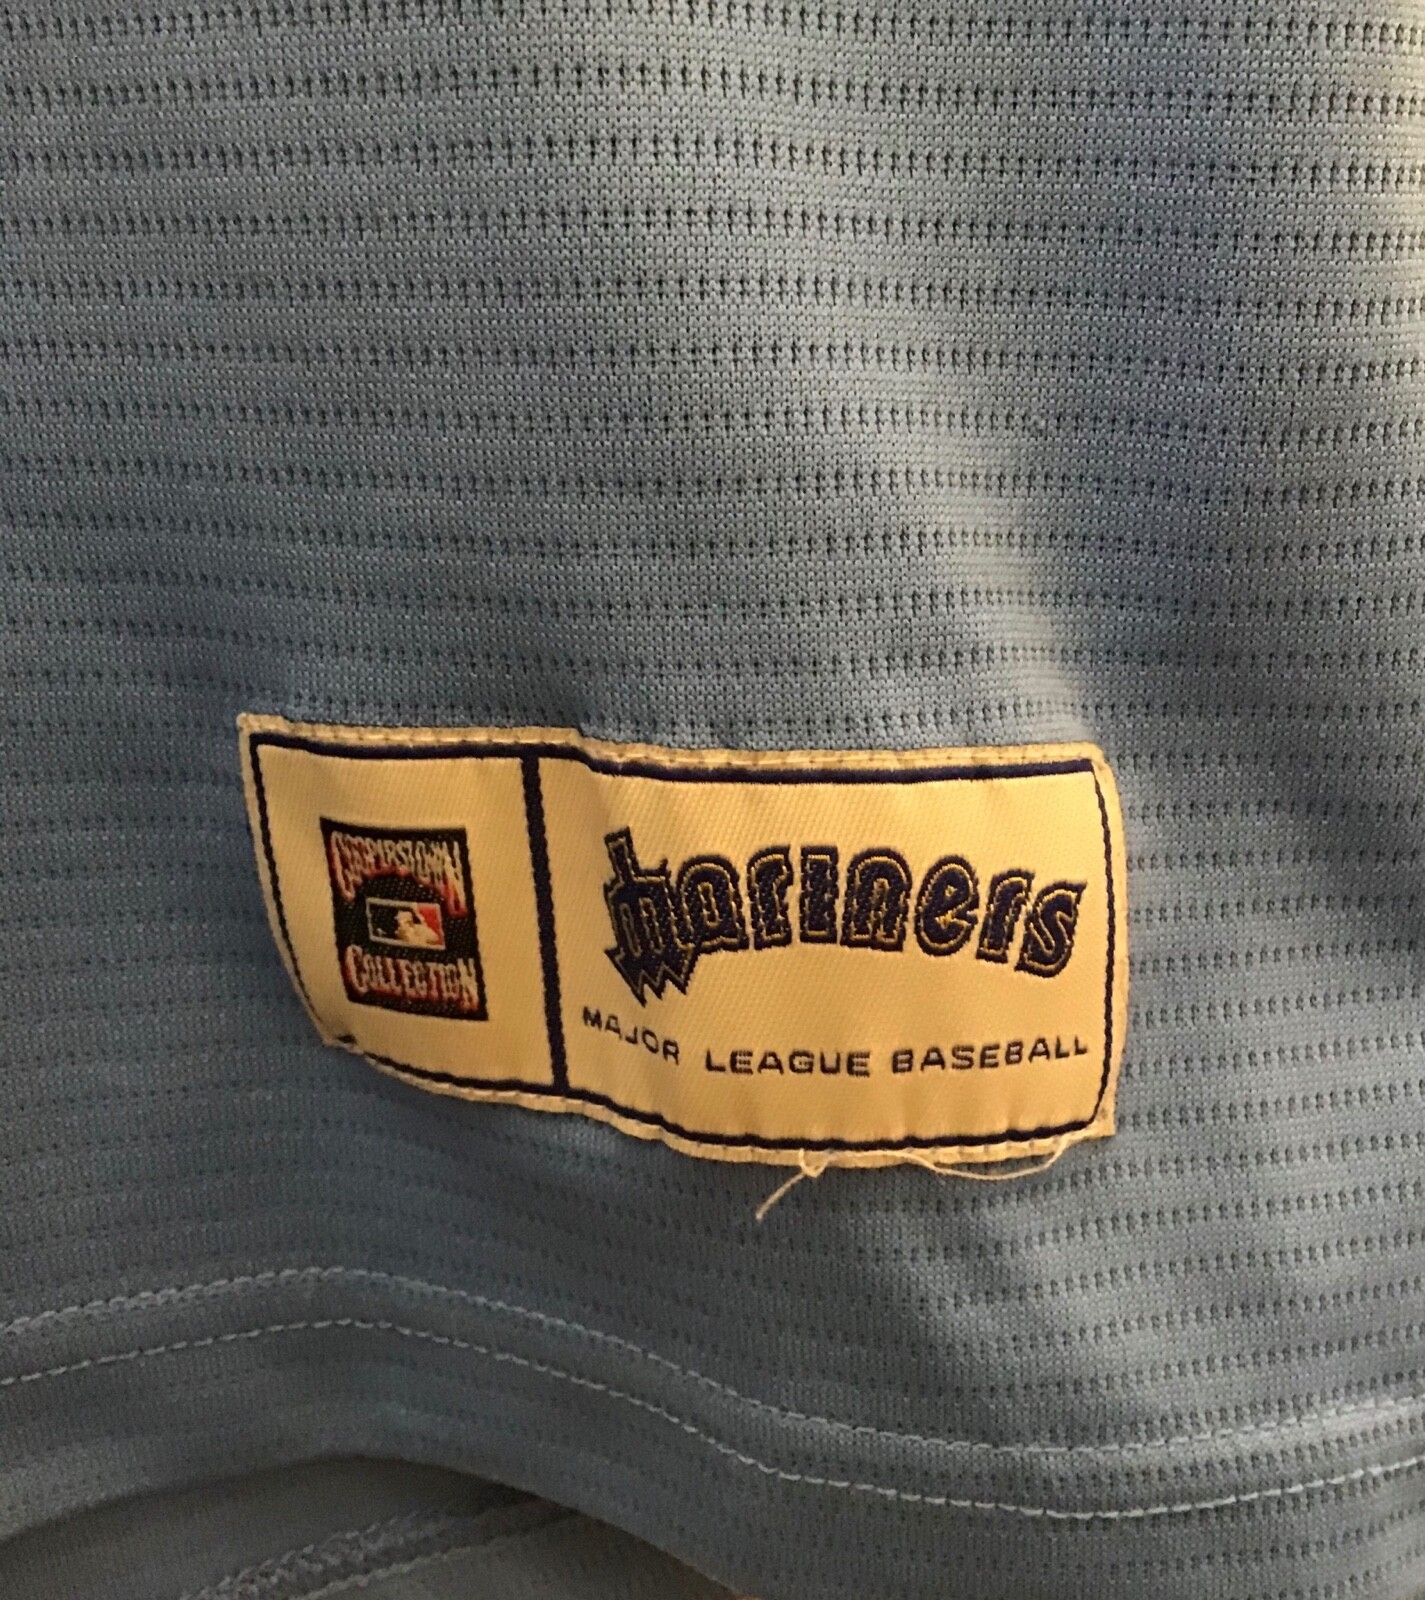 COOPERSTOWN
COLLECTION
mariners
MAJOR LEAGUE BASEBALL